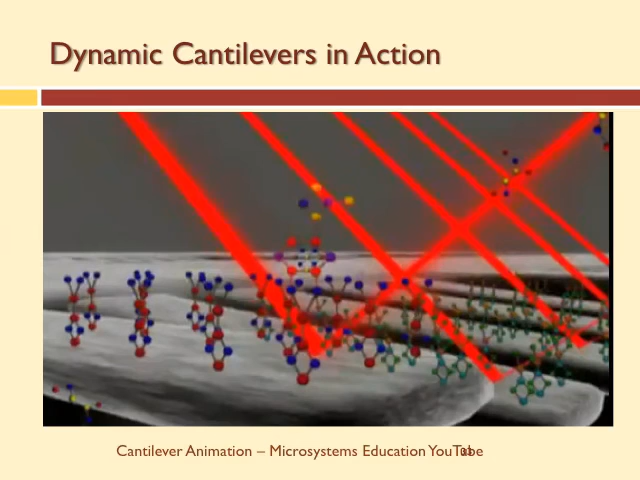 Dynamic Cantilevers in Action
Cantilever Animation – Microsystems Education YouTube